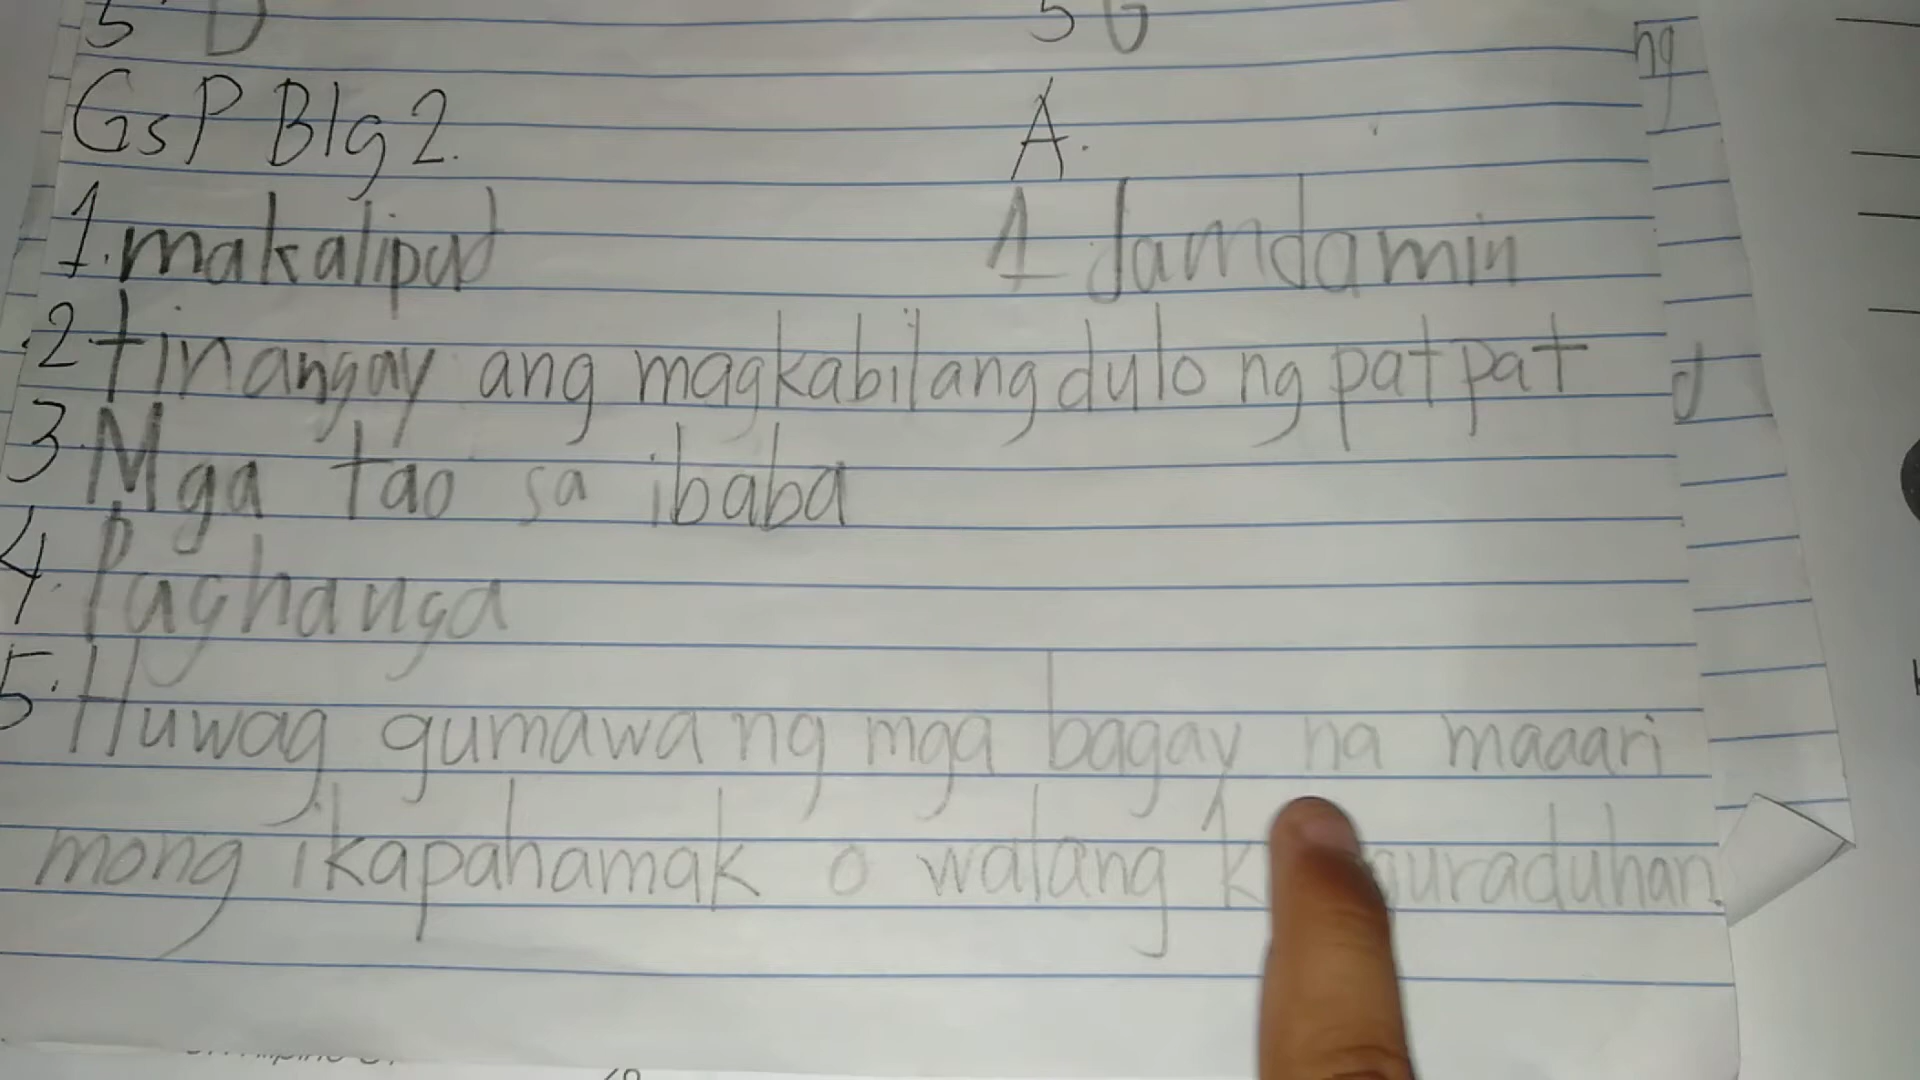 5 D 5 G
GsP Blg 2. A.
1. makalipad 1 damdamin
2 tinangay ang magkabilang dulo ng patpat
3. Mga tao sa ibaba
4. Paghanga
5. Huwag gumawa ng mga bagay na maaari
mong ikapahamak o walang
ng